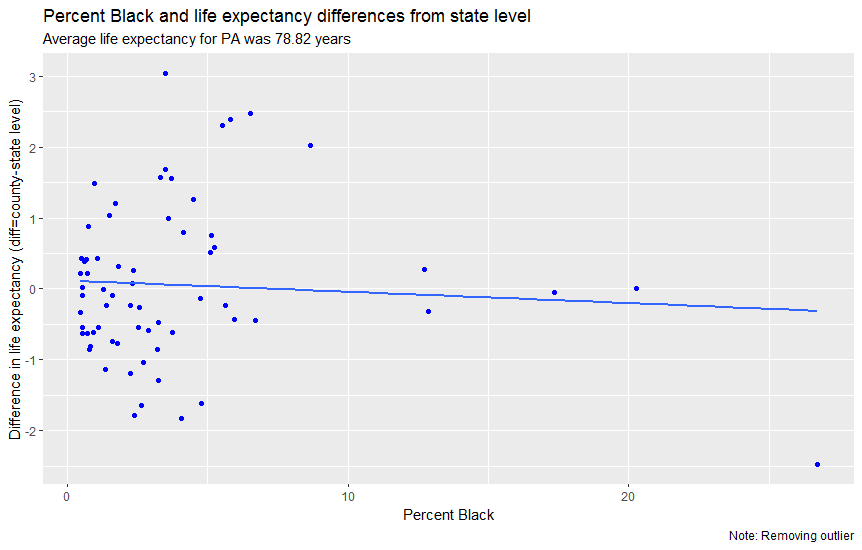 Percent Black and life expectancy differences from state level
Average life expectancy for PA was 78.82 years
Difference in life expectancy (diff=county-state level)
3
2
1
0
-1
-2
0
10
20
Percent Black
Note: Removing outlier